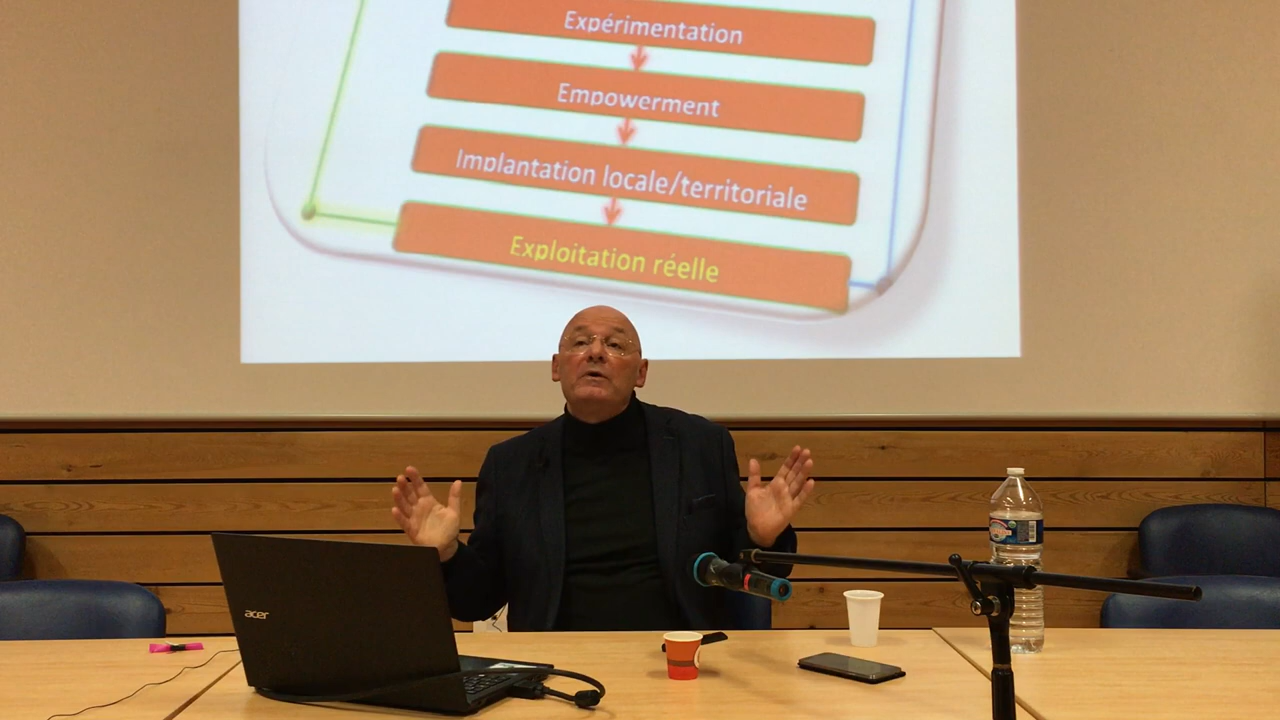 Expérimentation
Empowerment
Implantation locale/territoriale
Exploitation réelle
acer